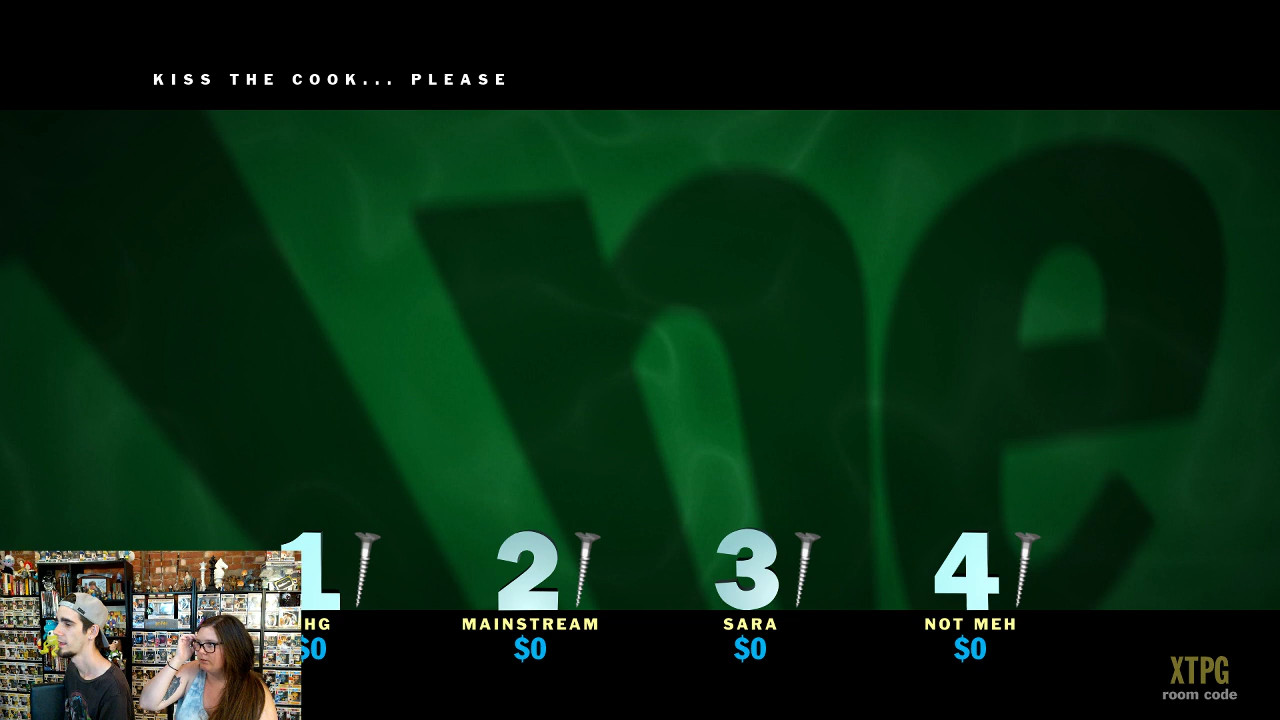 KISS THE COOK... PLEASE
ne
1 2 3 4
HG MAINSTREAM SARA NOT MEH
$0 $0 $0 $0
XTPG
room code